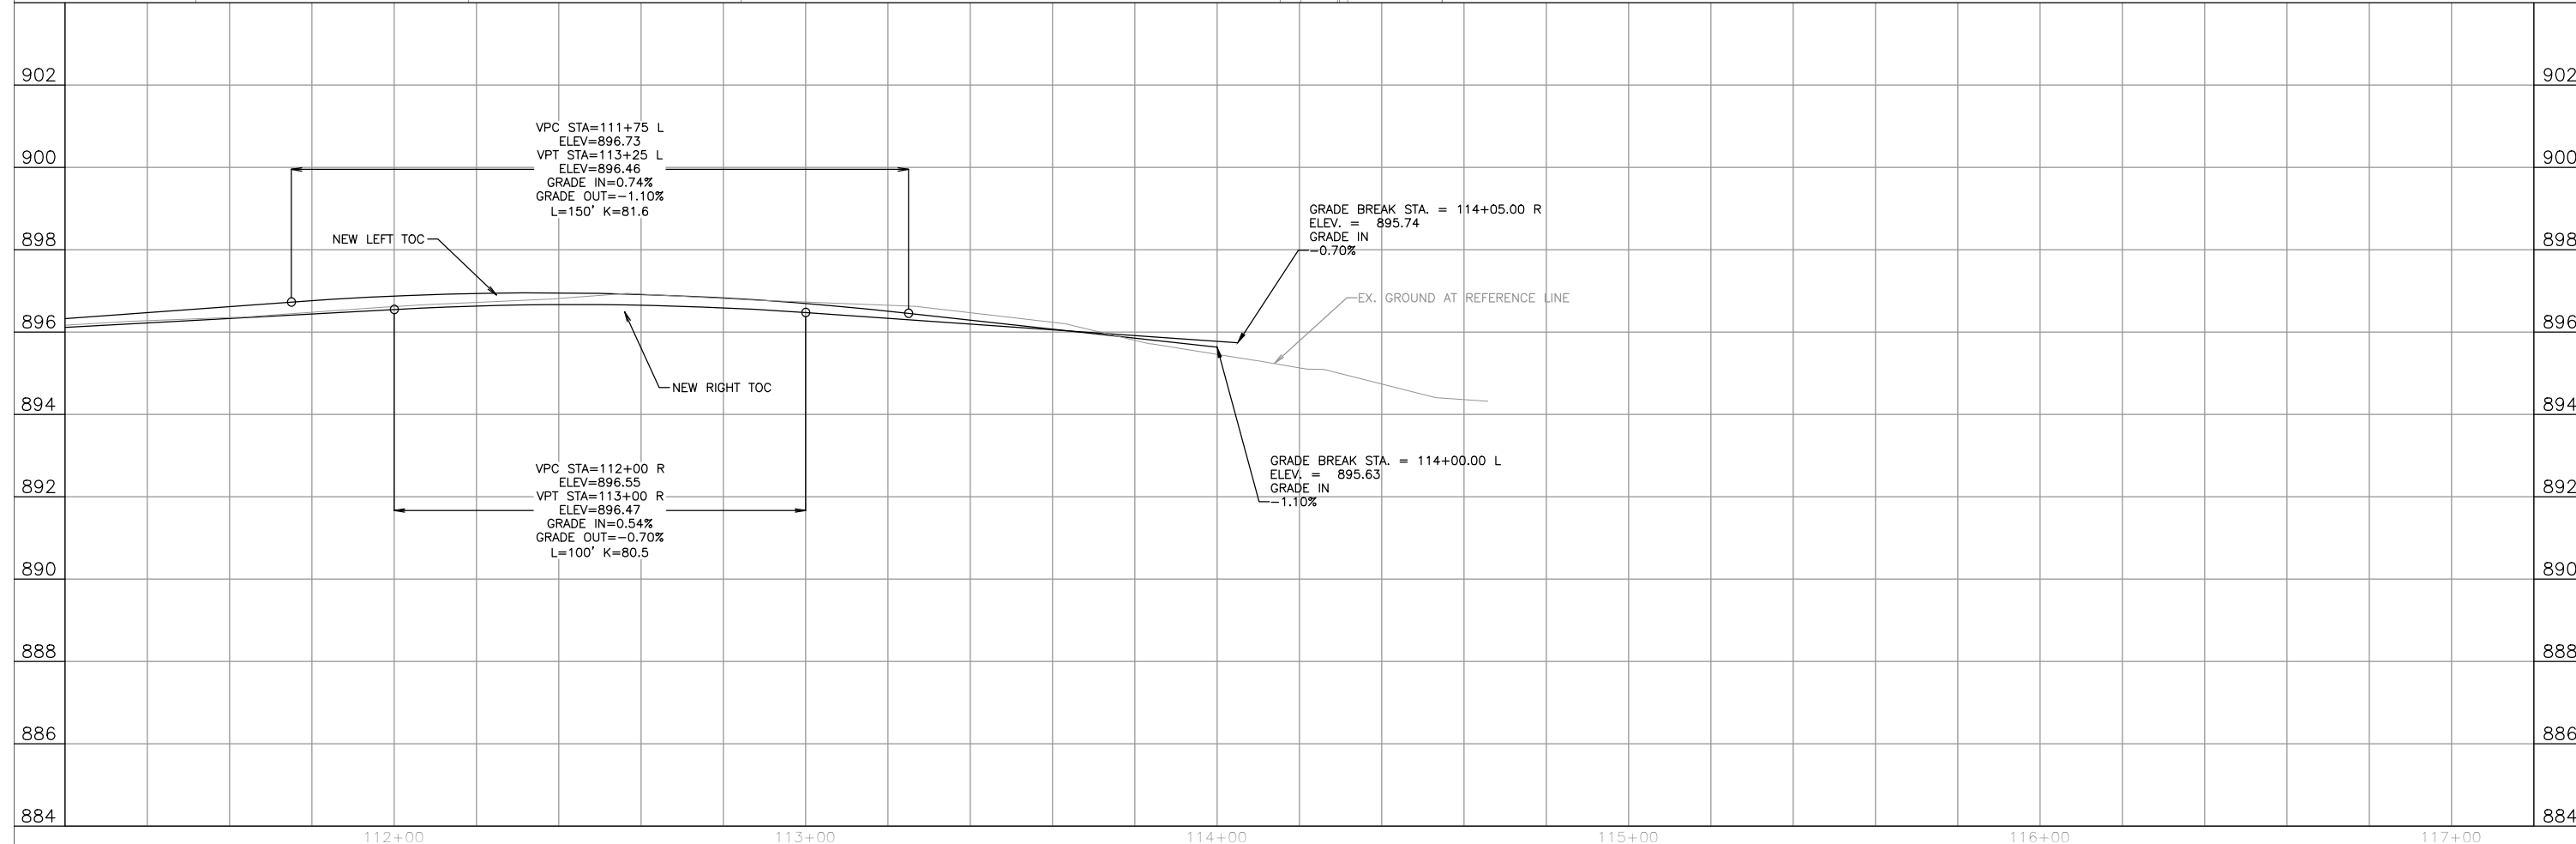 902 902
VPC STA=111+75 L
ELEV=896.73
VPT STA=113+25 L
ELEV=896.46
GRADE IN=0.74%
GRADE OUT=-1.10%
L=150' K=81.6
900 900
GRADE BREAK STA. = 114+05.00 R
ELEV. = 895.74
GRADE IN
-0.70%
NEW LEFT TOC
898 898
EX. GROUND AT REFERENCE LINE
896 896
NEW RIGHT TOC
894 894
GRADE BREAK STA. = 114+00.00 L
ELEV. = 895.63
GRADE IN
-1.10%
VPC STA=112+00 R
ELEV=896.55
VPT STA=113+00 R
ELEV=896.47
GRADE IN=0.54%
GRADE OUT=-0.70%
L=100' K=80.5
892 892
890 890
888 888
886 886
884 884
112+00 113+00 114+00 115+00 116+00 117+00